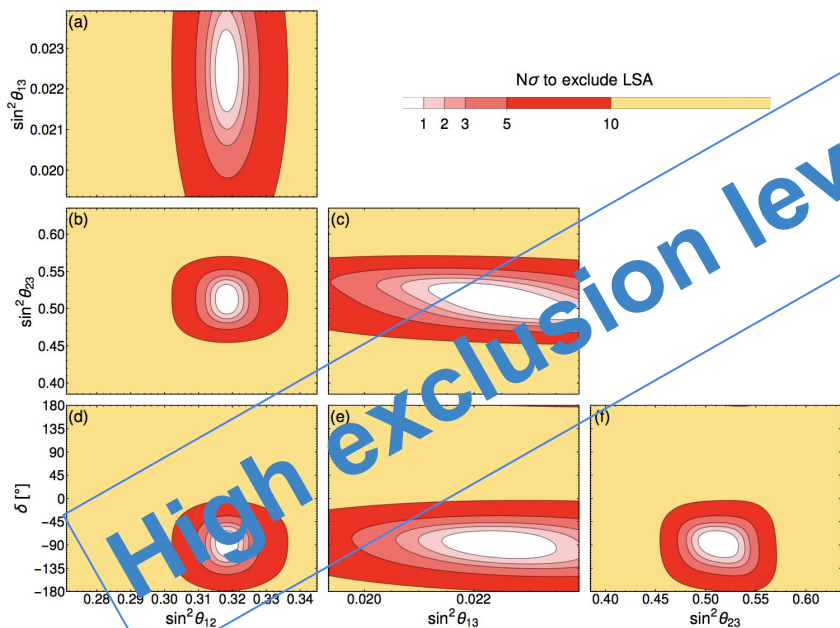 (a)
0.023
0.022
0.021
0.020
sin²θ₁₃
Nσ to exclude LSA
1 2 3 5 10
(b)
0.60
0.55
0.50
0.45
0.40
sin²θ₂₃
(c)
High exclusion lev
(d)
180
135
90
45
0
−45
−90
−135
−180
δ [°]
0.28 0.29 0.30 0.31 0.32 0.33 0.34
sin²θ₁₂
(e)
0.020 0.022
sin²θ₁₃
(f)
0.40 0.45 0.50 0.55 0.60
sin²θ₂₃